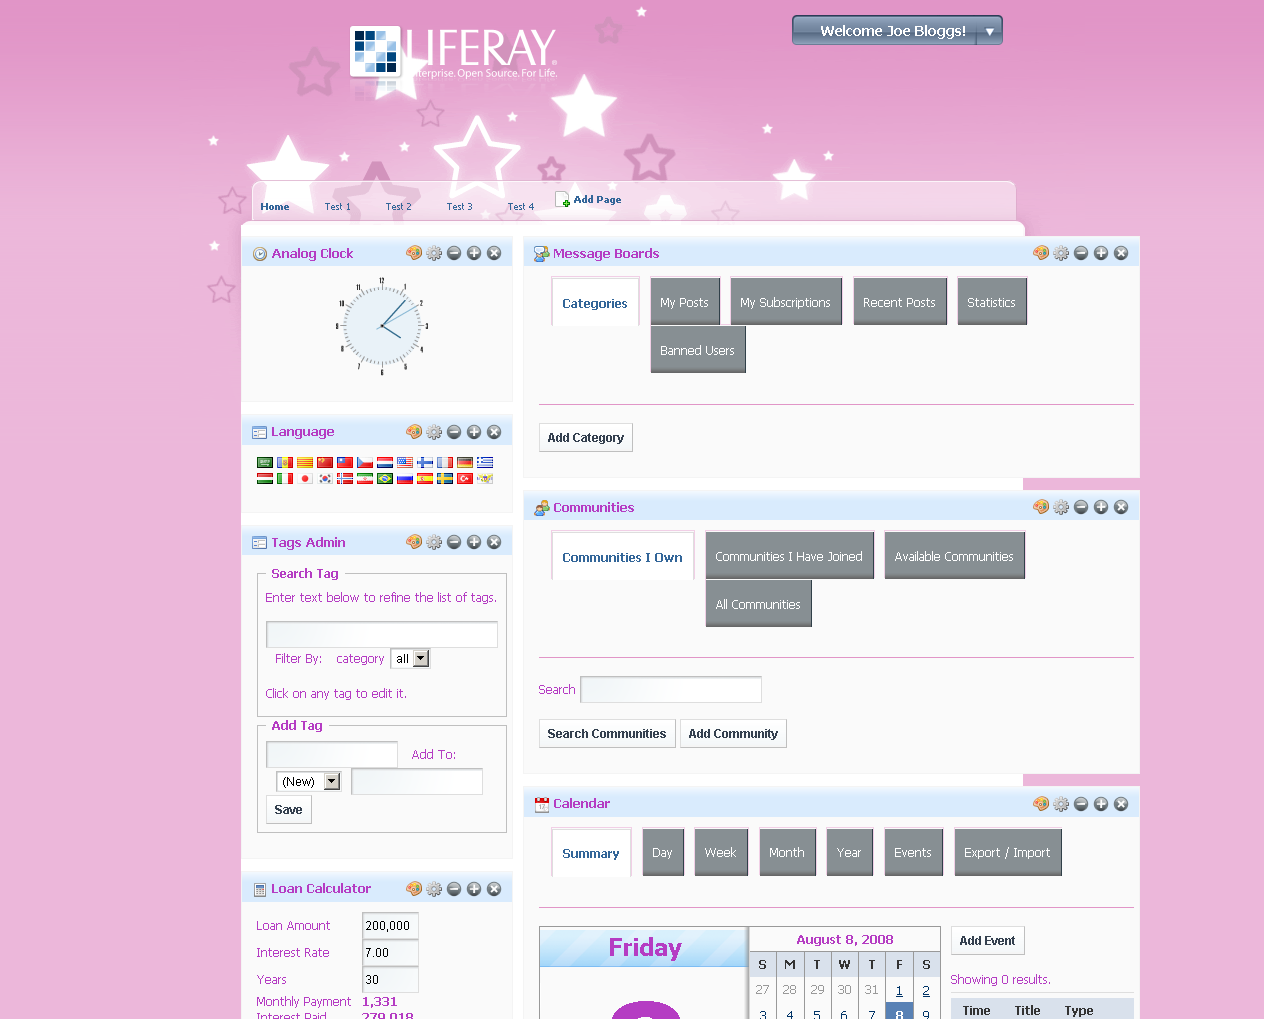 LIFERAY
Enterprise. Open Source. For Life.
Welcome Joe Bloggs!
Home Test 1 Test 2 Test 3 Test 4 Add Page
Analog Clock
12
1
2
3
4
5
6
7
8
9
10
11
Language
Tags Admin
Search Tag
Enter text below to refine the list of tags.
Filter By: category all
Click on any tag to edit it.
Add Tag
Add To:
(New)
Save
Loan Calculator
Loan Amount 200,000
Interest Rate 7.00
Years 30
Monthly Payment 1,331
Interest Paid 279,018
Message Boards
Categories My Posts My Subscriptions Recent Posts Statistics
Banned Users
Add Category
Communities
Communities I Own Communities I Have Joined Available Communities
All Communities
Search
Search Communities Add Community
Calendar
Summary Day Week Month Year Events Export / Import
Friday
August 8, 2008
S M T W T F S
27 28 29 30 31 1 2
3 4 5 6 7 8 9
Add Event
Showing 0 results.
Time Title Type